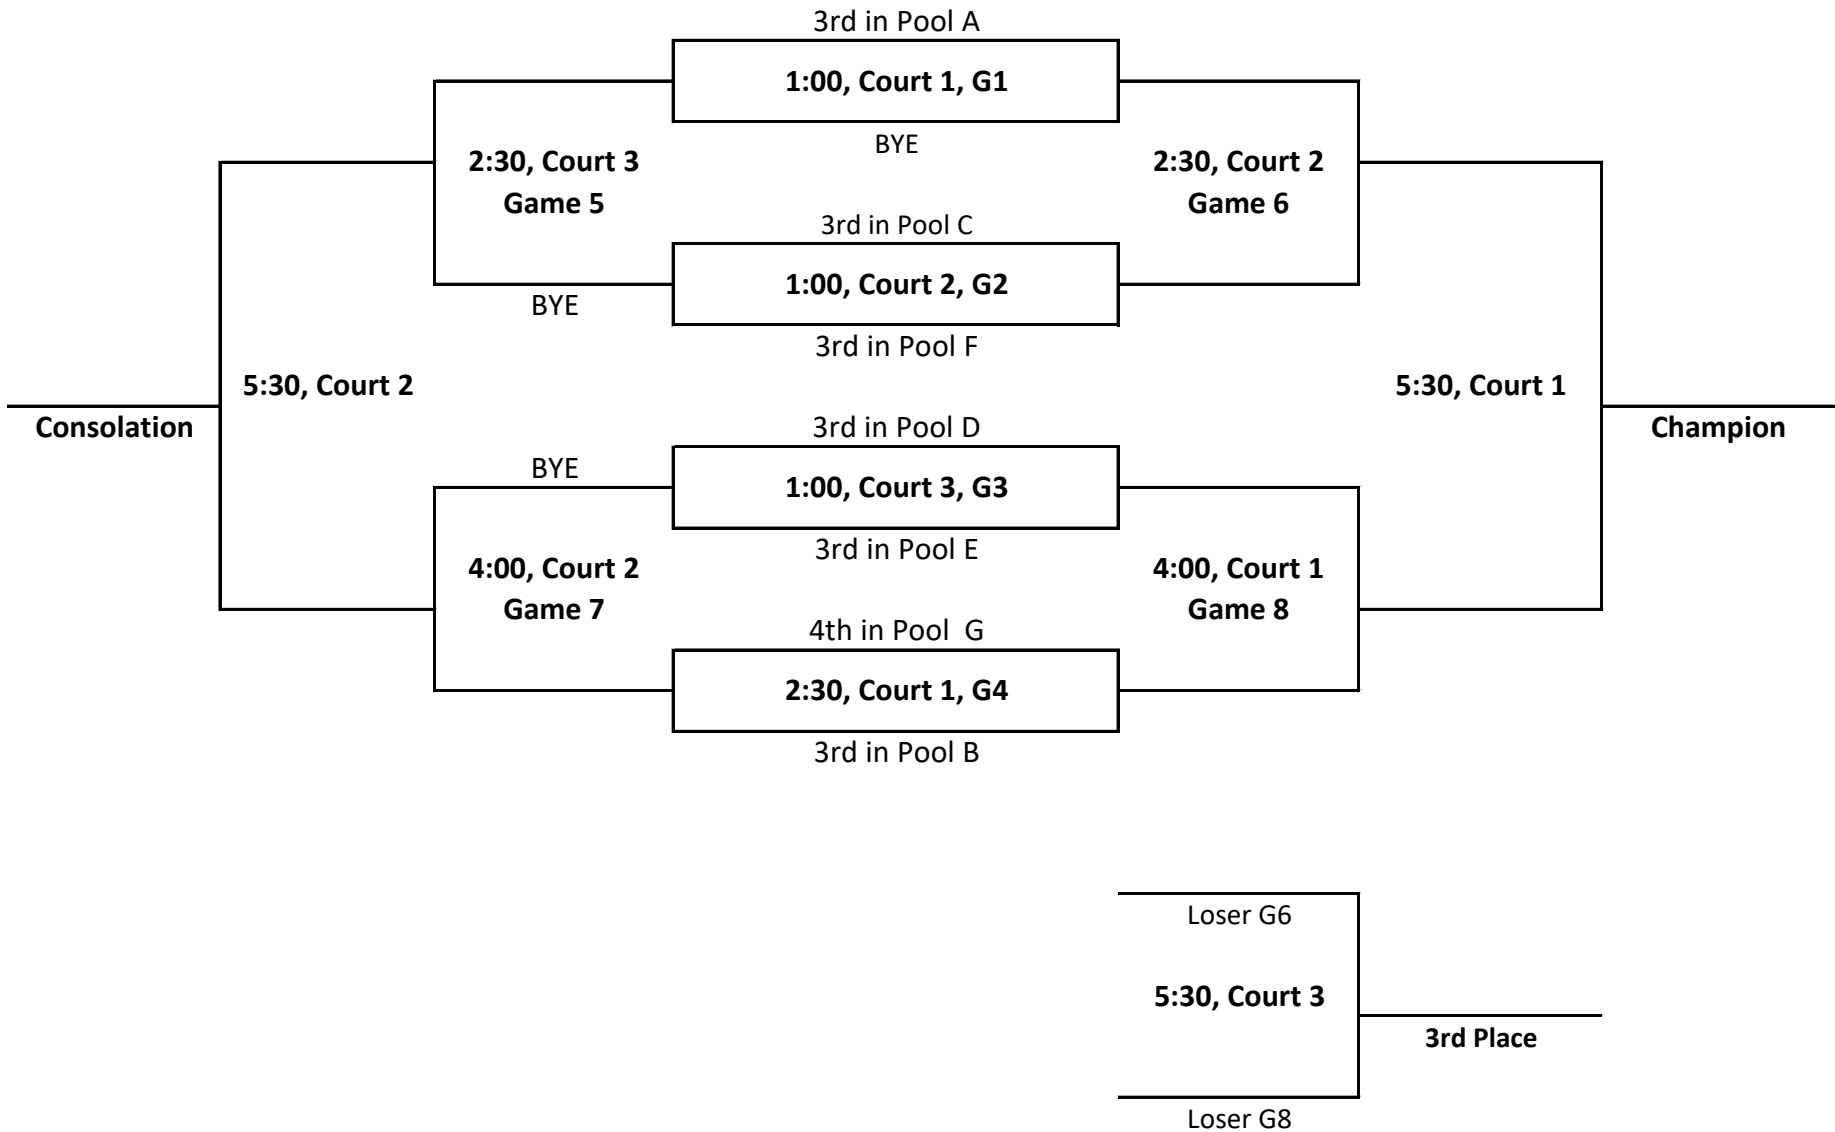 3rd in Pool A
1:00, Court 1, G1
BYE
2:30, Court 3
Game 5
2:30, Court 2
Game 6
3rd in Pool C
1:00, Court 2, G2
BYE
3rd in Pool F
5:30, Court 2
5:30, Court 1
Consolation
Champion
3rd in Pool D
BYE
1:00, Court 3, G3
3rd in Pool E
4:00, Court 2
Game 7
4:00, Court 1
Game 8
4th in Pool  G
2:30, Court 1, G4
3rd in Pool B
Loser G6
5:30, Court 3
3rd Place
Loser G8